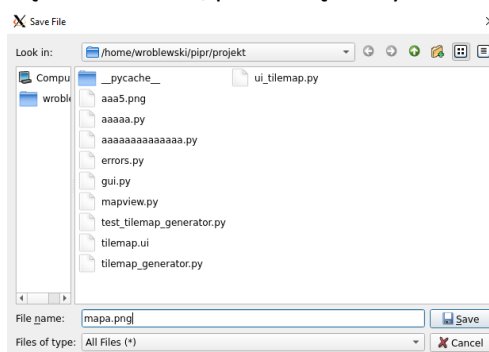 Save File
Look in: /home/wroblewski/pipr/projekt
Compu
wroble
__pycache__
aaa5.png
aaaaa.py
aaaaaaaaaaaaaa.py
errors.py
gui.py
mapview.py
test_tilemap_generator.py
tilemap.ui
tilemap_generator.py
ui_tilemap.py
File name: mapa.png
Save
Files of type: All Files (*)
Cancel